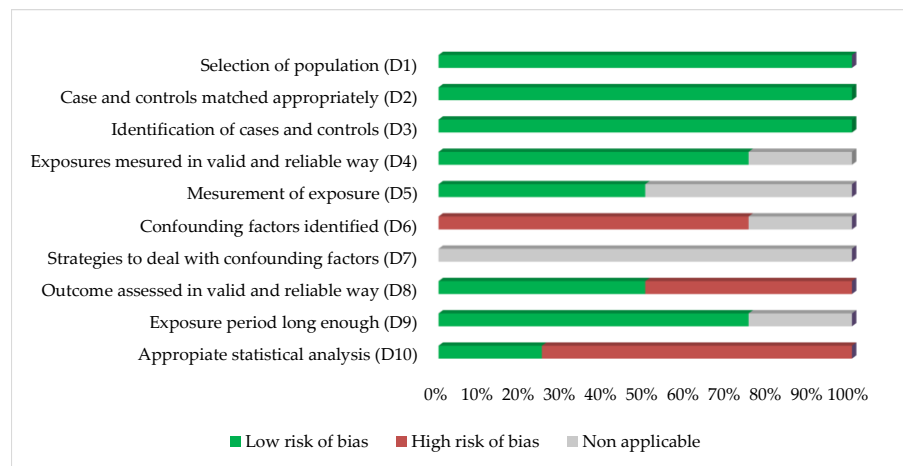 Selection of population (D1)
Case and controls matched appropriately (D2)
Identification of cases and controls (D3)
Exposures mesured in valid and reliable way (D4)
Mesurement of exposure (D5)
Confounding factors identified (D6)
Strategies to deal with confounding factors (D7)
Outcome assessed in valid and reliable way (D8)
Exposure period long enough (D9)
Appropiate statistical analysis (D10)
0% 10% 20% 30% 40% 50% 60% 70% 80% 90% 100%
Low risk of bias High risk of bias Non applicable